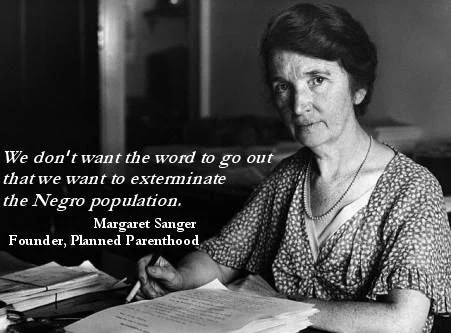 We don't want the word to go out
that we want to exterminate
the Negro population.
Margaret Sanger
Founder, Planned Parenthood